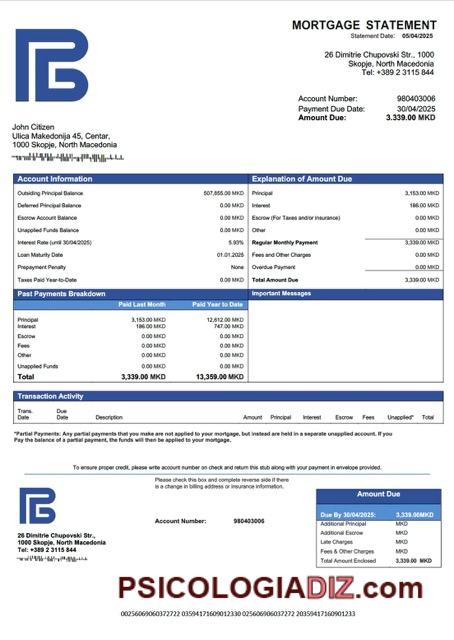 MORTGAGE STATEMENT
Statement Date: 05/04/2025
26 Dimitrie Chupovski Str., 1000
Skopje, North Macedonia
Tel: +389 2 3115 844
Account Number: 980403006
Payment Due Date: 30/04/2025
Amount Due: 3.339.00 MKD
John Citizen
Ulica Makedonija 45, Centar,
1000 Skopje, North Macedonia
Account Information
Outsiding Principal Balance 507,855.00 MKD
Deferred Principal Balance 0.00 MKD
Escrow Account Balance 0.00 MKD
Unapplied Funds Balance 0.00 MKD
Interest Rate (until 30/04/2025) 5.93%
Loan Maturity Date 01.01.2025
Prepayment Penalty None
Taxes Paid Year-to-Date 0.00 MKD
Explanation of Amount Due
Principal 3,153.00 MKD
Interest 186.00 MKD
Escrow (For Taxes and/or insurance) 0.00 MKD
Other 0.00 MKD
Regular Monthly Payment 3,339.00 MKD
Fees and Other Charges 0.00 MKD
Overdue Payment 0.00 MKD
Total Amount Due 3,339.00 MKD
Past Payments Breakdown
Paid Last Month Paid Year to Date
Principal 3,153.00 MKD 12,612.00 MKD
Interest 186.00 MKD 747.00 MKD
Escrow 0.00 MKD 0.00 MKD
Fees 0.00 MKD 0.00 MKD
Other 0.00 MKD 0.00 MKD
Unapplied Funds 0.00 MKD 0.00 MKD
Total 3,339.00 MKD 13,359.00 MKD
Important Messages
Transaction Activity
Trans. Date Due Date Description Amount Principal Interest Escrow Fees Unapplied* Total
*Partial Payments: Any partial payments that you make are not applied to your mortgage, but instead are held in a separate unapplied account. If you
Pay the balance of a partial payment, the funds will then be applied to your mortgage.
To ensure proper credit, please write account number on check and return this stub along with your payment in envelope provided.
Please check this box and complete reverse side if there
is a change in billing address or insurance information.
Account Number: 980403006
26 Dimitrie Chupovski Str.,
1000 Skopje, North Macedonia
Tel: +389 2 3115 844
Amount Due
Due By 30/04/2025: 3,339.00MKD
Additional Principal MKD
Additional Escrow MKD
Late Charges MKD
Fees & Other Charges MKD
Total Amount Enclosed 3,339.00 MKD
PSICOLOGIADIZ.com
00256069060372722 03594171609012330 025606906037272 20359417160901233